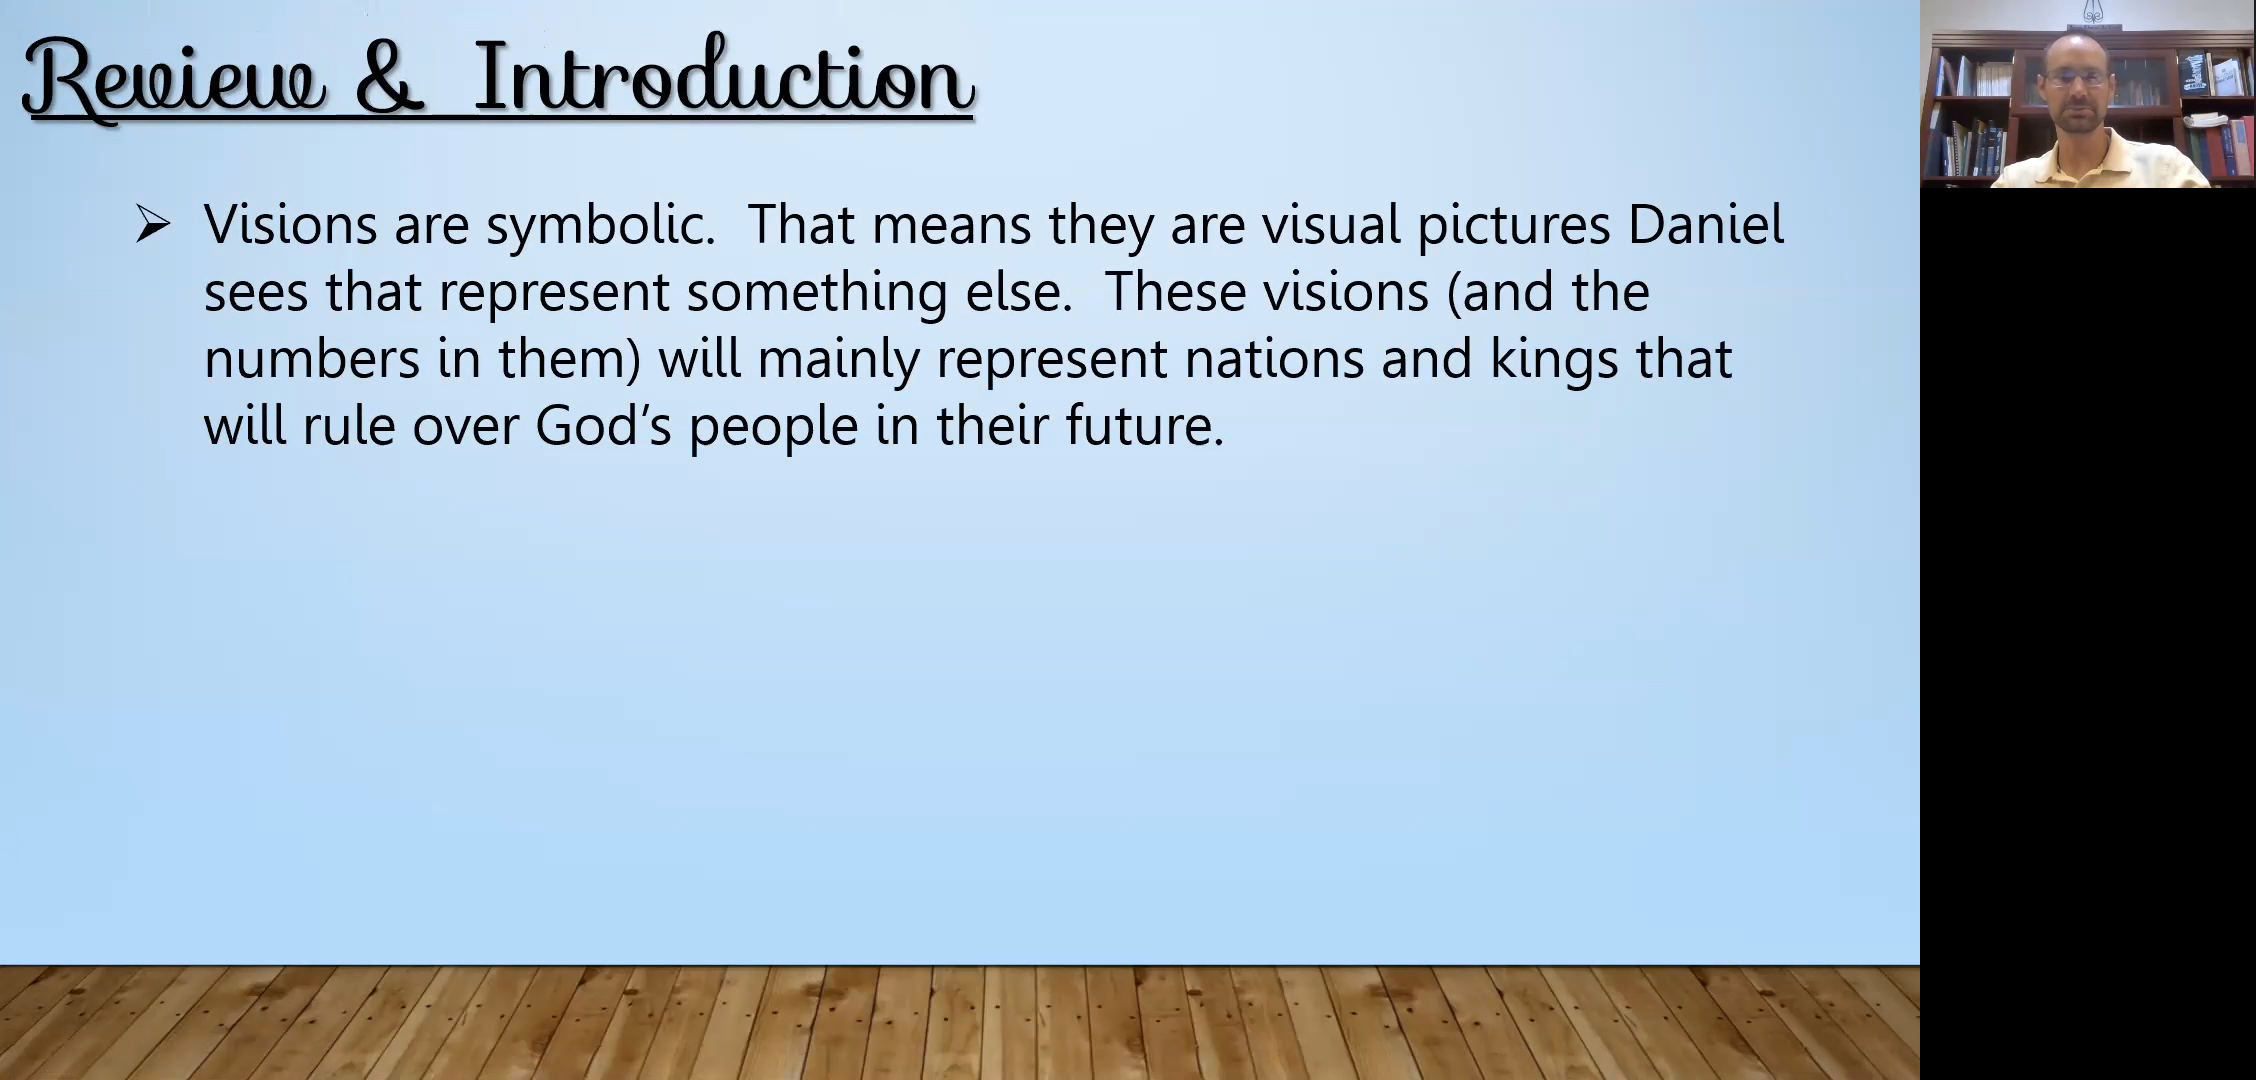 Review & Introduction
➢ Visions are symbolic. That means they are visual pictures Daniel
sees that represent something else. These visions (and the
numbers in them) will mainly represent nations and kings that
will rule over God’s people in their future.